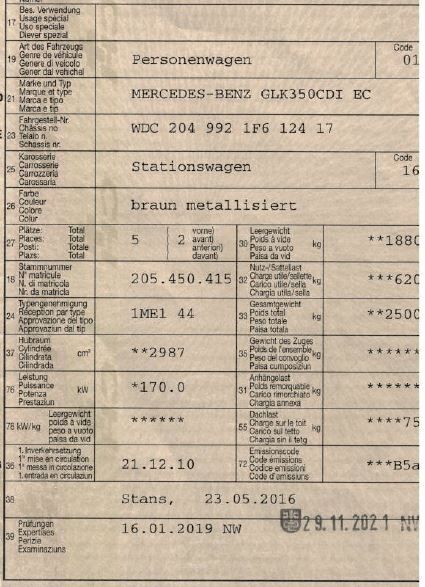 Bes. Verwendung
17 Usage spécial
Uso speciale
Diever spezial
Art des Fahrzeugs
19 Genre de véhicule
Genere di veicolo
Gener dal vehichel
Personenwagen
Code
01
Marke und Typ
21 Marque et type
Marca e tipo
Marca e tip
MERCEDES-BENZ GLK350CDI EC
Fahrgestell-Nr.
23 Châssis no
Telaio n.
Schassis nr.
WDC 204 992 1F6 124 17
Karosserie
25 Carrosserie
Carrozzeria
Carossaria
Stationswagen
Code
16
Farbe
26 Couleur
Colore
Colur
braun metallisiert
Plätze: Total
27 Places: Total
Posti: Totale
Plazs: Total
5 ( 2 vorne)
avant)
anteriori)
davant)
Leergewicht
30 Poids à vide kg
Peso a vuoto
Paisa da vid
**1880
Stammnummer
18 N° matricule
N. di matricola
Nr. da matricla
205.450.415
Nutz-/Sattellast
32 Charge utile/sellette kg
Carico utile/sella
Chargia utila/sella
***620
Typengenehmigung
24 Réception par type
Approvazione del tipo
Approvaziun dal tip
1ME1 44
Gesamtgewicht
33 Poids total kg
Peso totale
Paisa totala
**2500
Hubraum
37 Cylindrée cm³
Cilindrata
Cilindrada
**2987
Gewicht des Zuges
35 Poids de l'ensemble kg
Peso del convoglio
Paisa cumposiziun
******
Leistung
76 Puissance kW
Potenza
Prestaziun
*170.0
Anhängelast
31 Poids remorquable kg
Carico rimorchiato
Chargia annexa
******
Leergewicht
78 kW/kg poids à vide
peso a vuoto
paisa da vid
******
Dachlast
55 Charge sur le toit kg
Carico sul tetto
Chargia sin il tetg
****75
1. Inverkehrsetzung
36 1re mise en circulation
1a messa in circolazione
1. entrada en circulaziun
21.12.10
Emissionscode
72 Code émissions
Codice emissioni
Code d'emissiuns
***B5a
38
Stans, 23.05.2016
Prüfungen
39 Expertises
Perizie
Examinaziuns
16.01.2019 NW
29.11.2021 NW